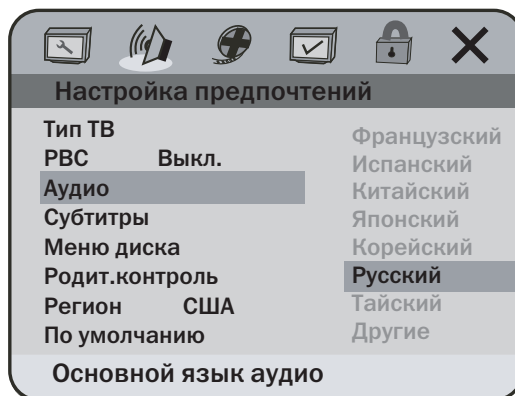 Настройка предпочтений
Тип ТВ
РВС Выкл.
Аудио
Субтитры
Меню диска
Родит.контроль
Регион США
По умолчанию
Французский
Испанский
Китайский
Японский
Корейский
Русский
Тайский
Другие
Основной язык аудио